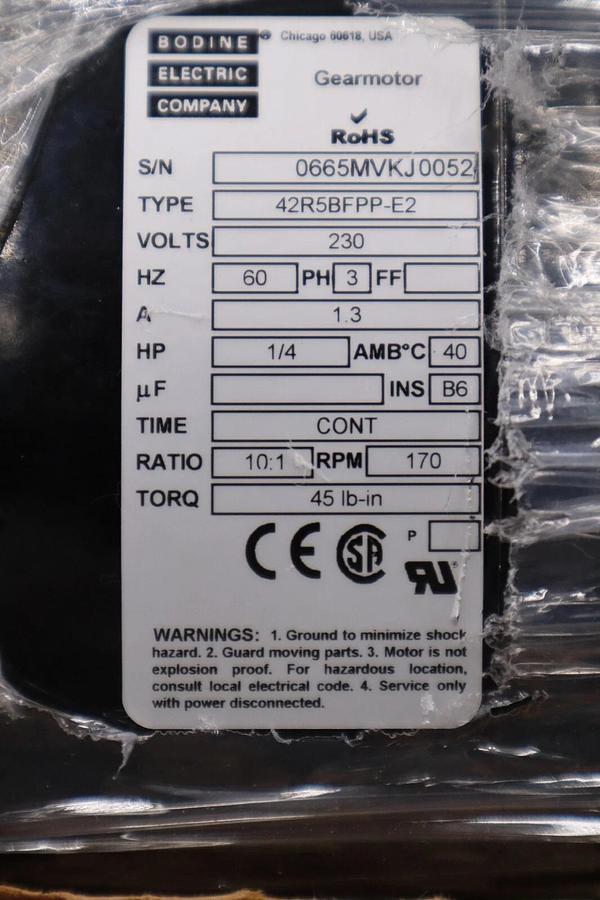 BODINE ® Chicago 60618, USA
ELECTRIC
COMPANY
Gearmotor
RoHS
S/N 0665MVKJ0052
TYPE 42R5BFPP-E2
VOLTS 230
HZ 60 PH 3 FF
A 1.3
HP 1/4 AMB°C 40
µF INS B6
TIME CONT
RATIO 10:1 RPM 170
TORQ 45 lb-in
CE SA P
RU ®
WARNINGS: 1. Ground to minimize shock
hazard. 2. Guard moving parts. 3. Motor is not
explosion proof. For hazardous location,
consult local electrical code. 4. Service only
with power disconnected.